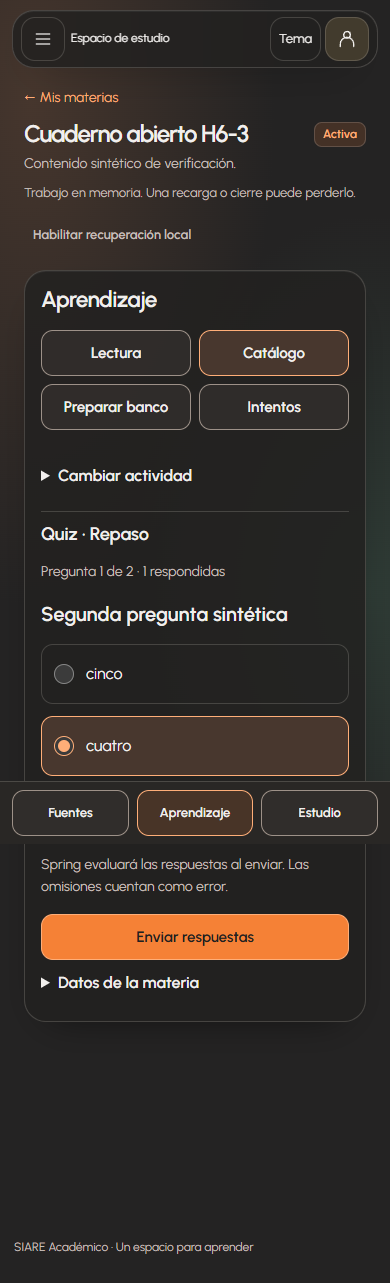 Espacio de estudio
Tema
← Mis materias
Cuaderno abierto H6-3
Activa
Contenido sintético de verificación.
Trabajo en memoria. Una recarga o cierre puede perderlo.
Habilitar recuperación local
Aprendizaje
Lectura
Catálogo
Preparar banco
Intentos
▶ Cambiar actividad
Quiz · Repaso
Pregunta 1 de 2 · 1 respondidas
Segunda pregunta sintética
cinco
cuatro
Fuentes
Aprendizaje
Estudio
Spring evaluará las respuestas al enviar. Las
omisiones cuentan como error.
Enviar respuestas
▶ Datos de la materia
SIARE Académico · Un espacio para aprender